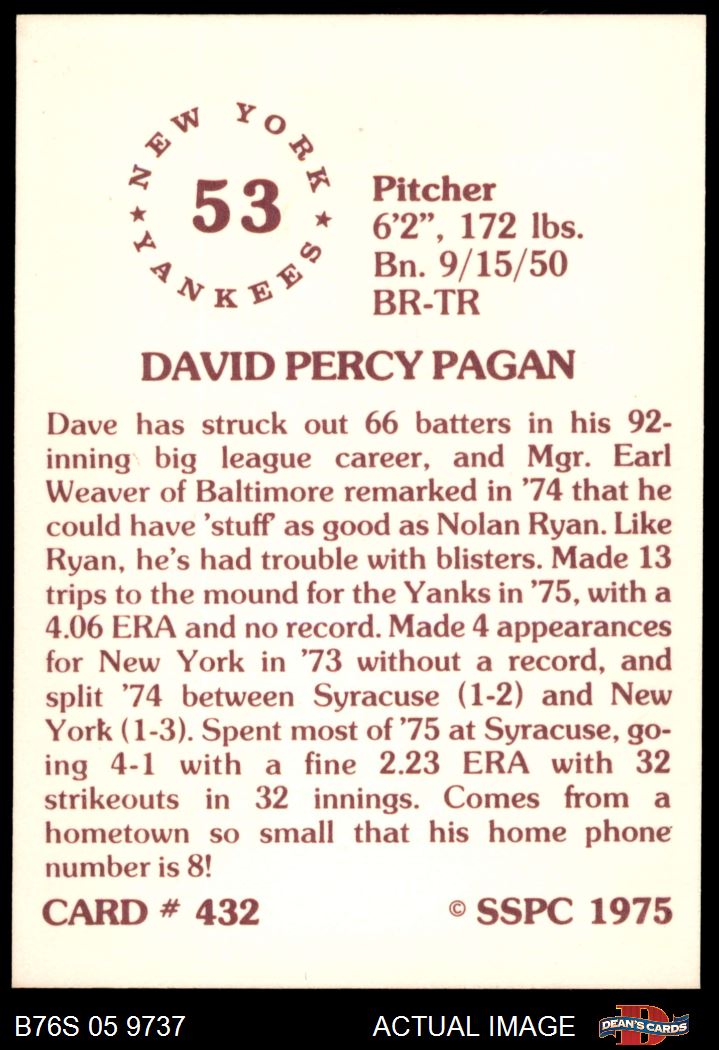 ★ NEW YORK ★
YANKEES
53
Pitcher
6'2", 172 lbs.
Bn. 9/15/50
BR-TR
DAVID PERCY PAGAN
Dave has struck out 66 batters in his 92-
inning big league career, and Mgr. Earl
Weaver of Baltimore remarked in '74 that he
could have 'stuff' as good as Nolan Ryan. Like
Ryan, he's had trouble with blisters. Made 13
trips to the mound for the Yanks in '75, with a
4.06 ERA and no record. Made 4 appearances
for New York in '73 without a record, and
split '74 between Syracuse (1-2) and New
York (1-3). Spent most of '75 at Syracuse, go-
ing 4-1 with a fine 2.23 ERA with 32
strikeouts in 32 innings. Comes from a
hometown so small that his home phone
number is 8!
CARD # 432 © SSPC 1975
B76S 05 9737 ACTUAL IMAGE DEAN'S CARDS